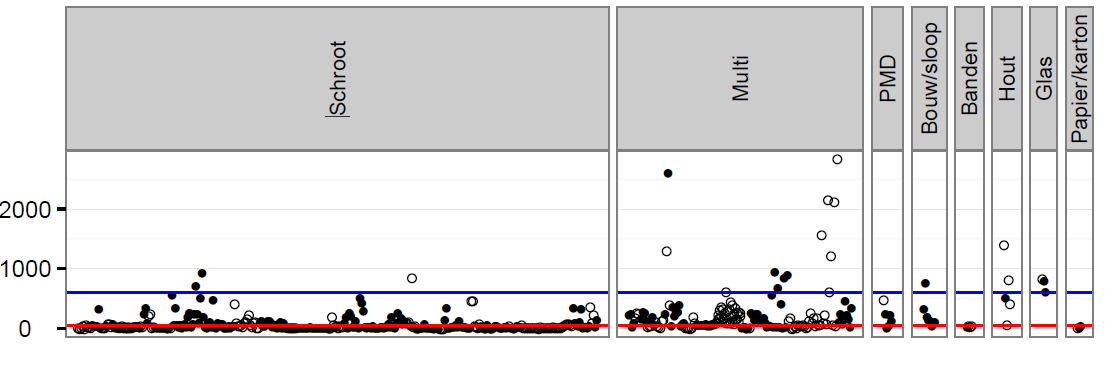 Schroot
Multi
PMD
Bouw/sloop
Banden
Hout
Glas
Papier/karton
2000
1000
0